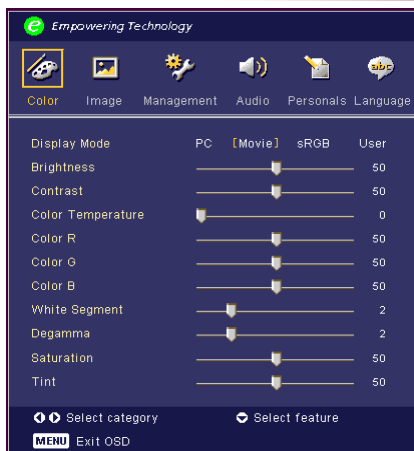 e Empowering Technology
abc
Color Image Management Audio Personals Language
Display Mode PC [Movie] sRGB User
Brightness 50
Contrast 50
Color Temperature 0
Color R 50
Color G 50
Color B 50
White Segment 2
Degamma 2
Saturation 50
Tint 50
Select category Select feature
MENU Exit OSD